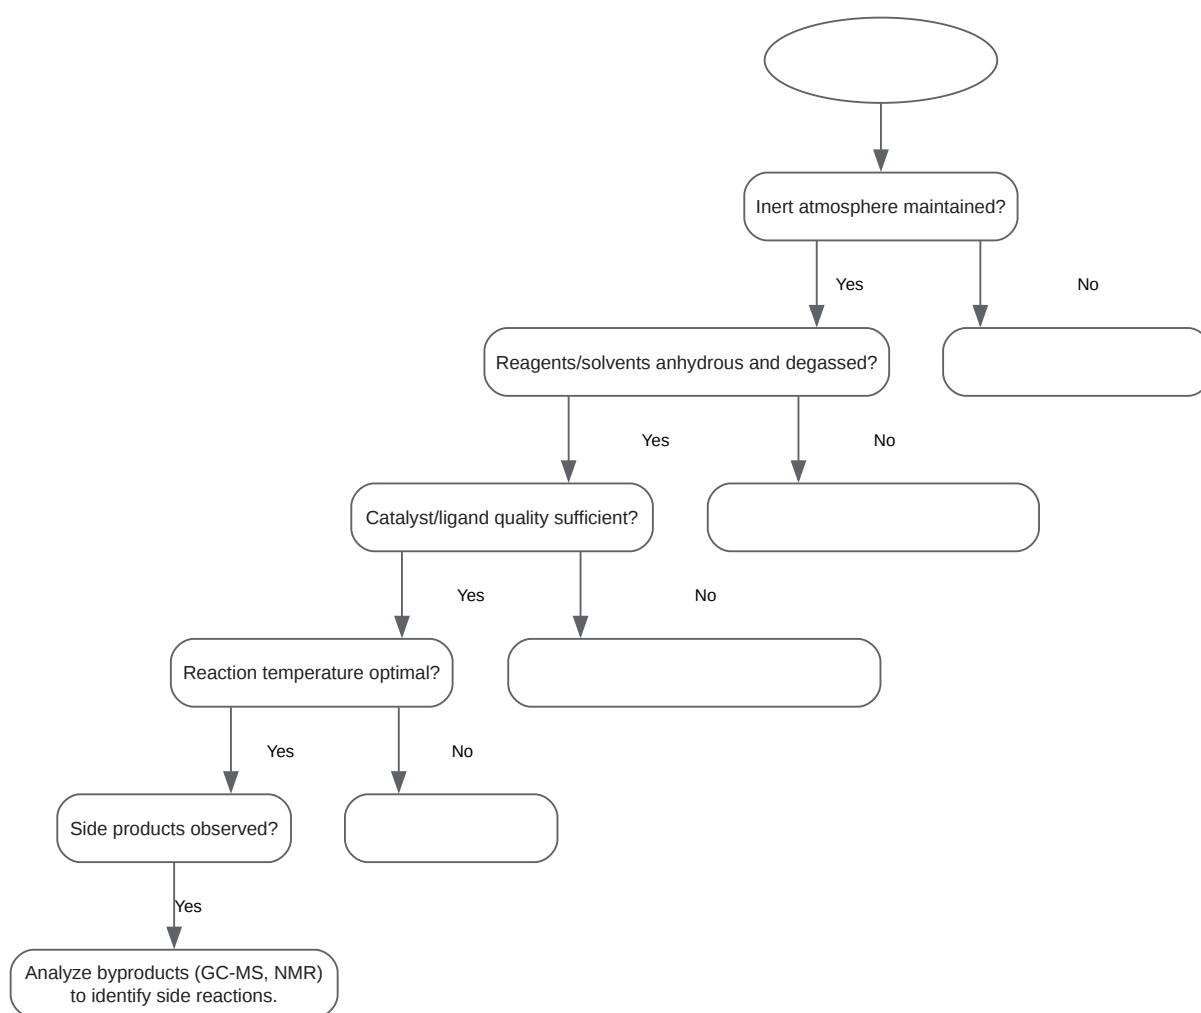 Inert atmosphere maintained?
Yes
No
Reagents/solvents anhydrous and degassed?
Yes
No
Catalyst/ligand quality sufficient?
Yes
No
Reaction temperature optimal?
Yes
No
Side products observed?
Yes
Analyze byproducts (GC-MS, NMR)
to identify side reactions.